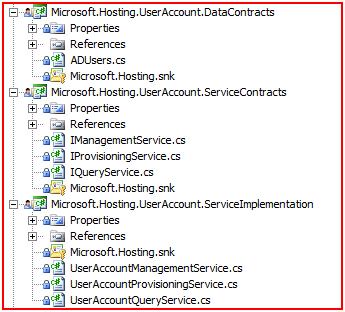 Microsoft.Hosting.UserAccount.DataContracts
Properties
References
ADUsers.cs
Microsoft.Hosting.snk
Microsoft.Hosting.UserAccount.ServiceContracts
Properties
References
IManagementService.cs
IProvisioningService.cs
IQueryService.cs
Microsoft.Hosting.snk
Microsoft.Hosting.UserAccount.ServiceImplementation
Properties
References
Microsoft.Hosting.snk
UserAccountManagementService.cs
UserAccountProvisioningService.cs
UserAccountQueryService.cs